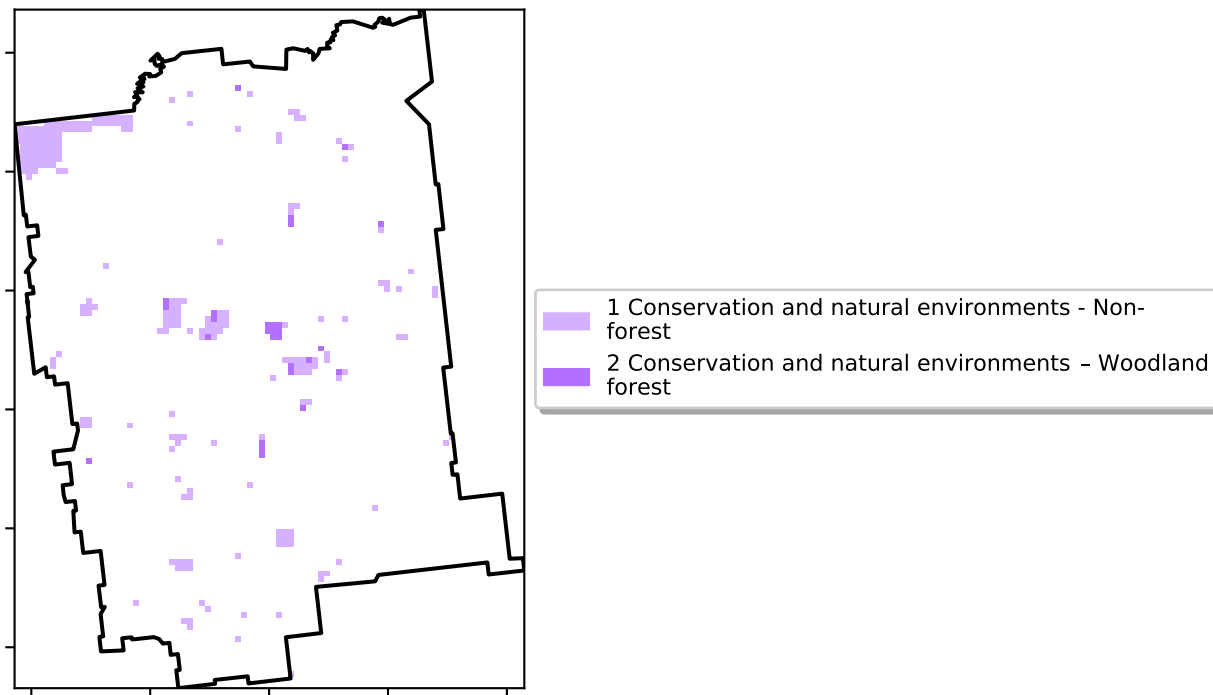 1 Conservation and natural environments - Non-
forest
2 Conservation and natural environments – Woodland
forest